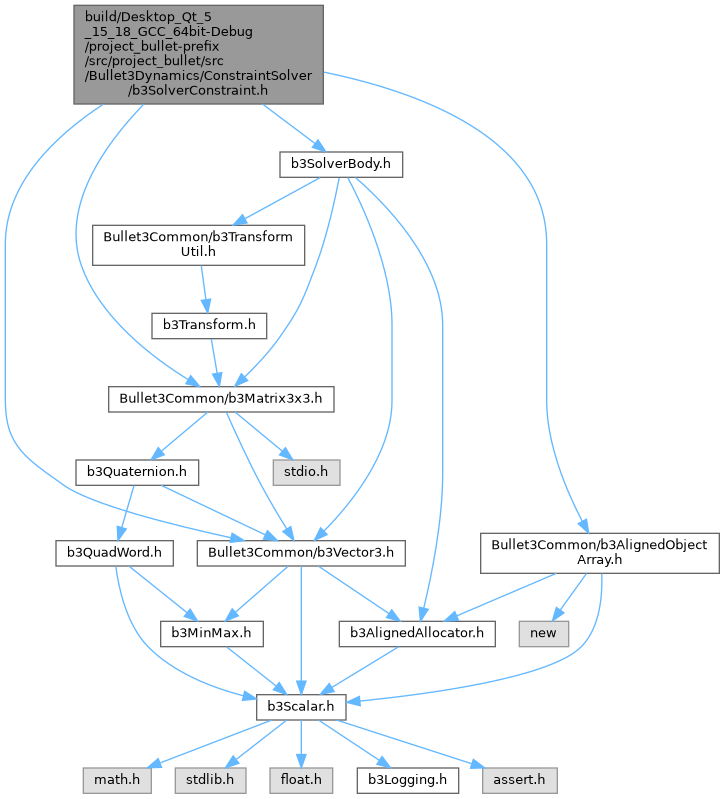 build/Desktop_Qt_5
_15_18_GCC_64bit-Debug
/project_bullet-prefix
/src/project_bullet/src
/Bullet3Dynamics/ConstraintSolver
/b3SolverConstraint.h
b3SolverBody.h
Bullet3Common/b3Transform
Util.h
b3Transform.h
Bullet3Common/b3Matrix3x3.h
b3Quaternion.h
stdio.h
b3QuadWord.h
Bullet3Common/b3Vector3.h
Bullet3Common/b3AlignedObject
Array.h
b3MinMax.h
b3AlignedAllocator.h
new
b3Scalar.h
math.h
stdlib.h
float.h
b3Logging.h
assert.h